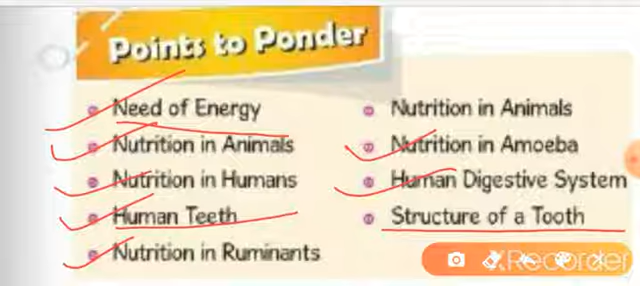 Points to Ponder
Need of Energy
Nutrition in Animals
Nutrition in Humans
Human Teeth
Nutrition in Ruminants
Nutrition in Animals
Nutrition in Amoeba
Human Digestive System
Structure of a Tooth
XRecorder